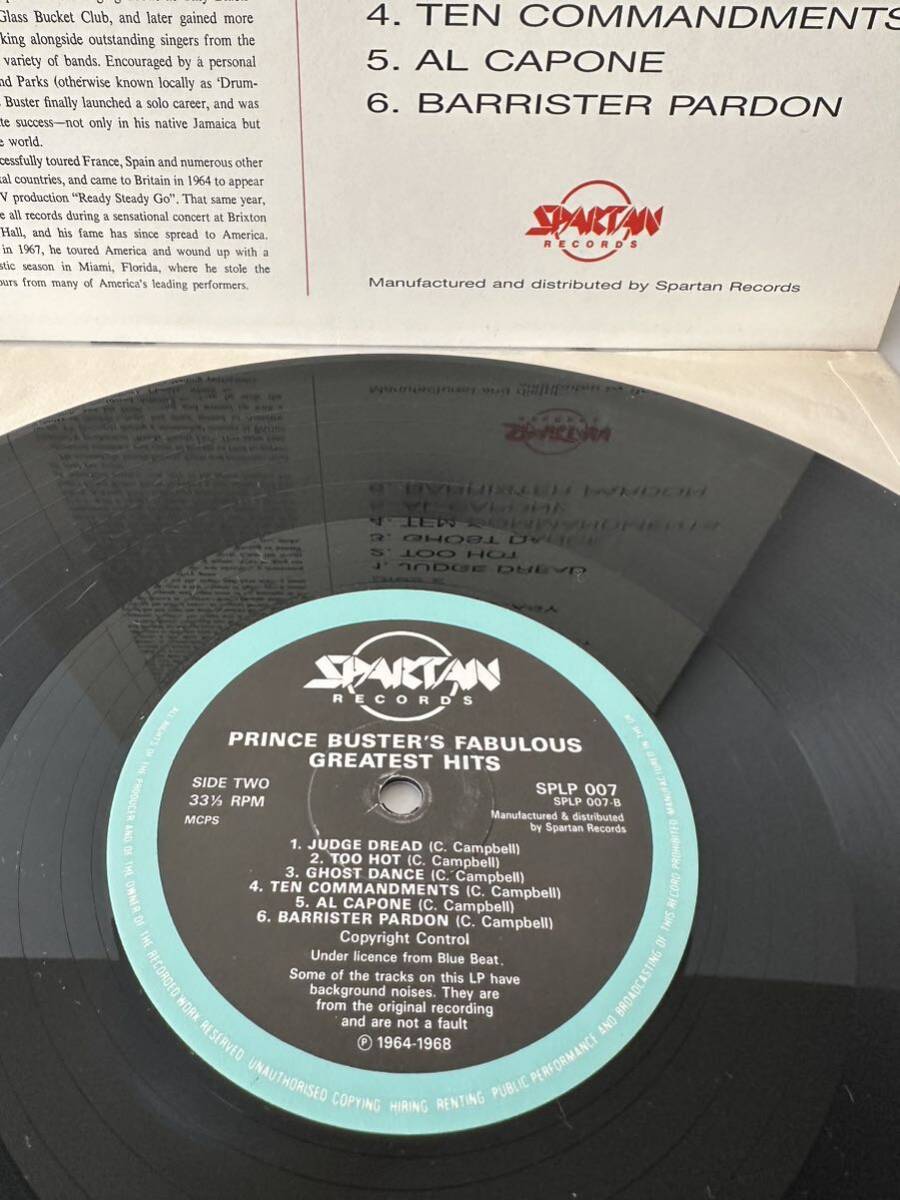 Glass Bucket Club, and later gained more
king alongside outstanding singers from the
variety of bands. Encouraged by a personal
nd Parks (otherwise known locally as 'Drum-
Buster finally launched a solo career, and was
te success—not only in his native Jamaica but
e world.
cessfully toured France, Spain and numerous other
al countries, and came to Britain in 1964 to appear
V production "Ready Steady Go". That same year,
e all records during a sensational concert at Brixton
Hall, and his fame has since spread to America.
in 1967, he toured America and wound up with a
stic season in Miami, Florida, where he stole the
ours from many of America's leading performers.
4. TEN COMMANDMENTS
5. AL CAPONE
6. BARRISTER PARDON
SPARTAN
RECORDS
Manufactured and distributed by Spartan Records
SPARTAN
RECORDS
PRINCE BUSTER'S FABULOUS
GREATEST HITS
SIDE TWO
33⅓ RPM
MCPS
SPLP 007
SPLP 007-B
Manufactured & distributed
by Spartan Records
1. JUDGE DREAD (C. Campbell)
2. TOO HOT (C. Campbell)
3. GHOST DANCE (C. Campbell)
4. TEN COMMANDMENTS (C. Campbell)
5. AL CAPONE (C. Campbell)
6. BARRISTER PARDON (C. Campbell)
Copyright Control
Under licence from Blue Beat.
Some of the tracks on this LP have
background noises. They are
from the original recording
and are not a fault
℗ 1964-1968
ALL RIGHTS OF THE PRODUCER AND OF THE OWNER OF THE RECORDED WORK RESERVED. UNAUTHORISED COPYING HIRING RENTING PUBLIC PERFORMANCE AND BROADCASTING OF THIS RECORD PROHIBITED MANUFACTURED IN THE UK